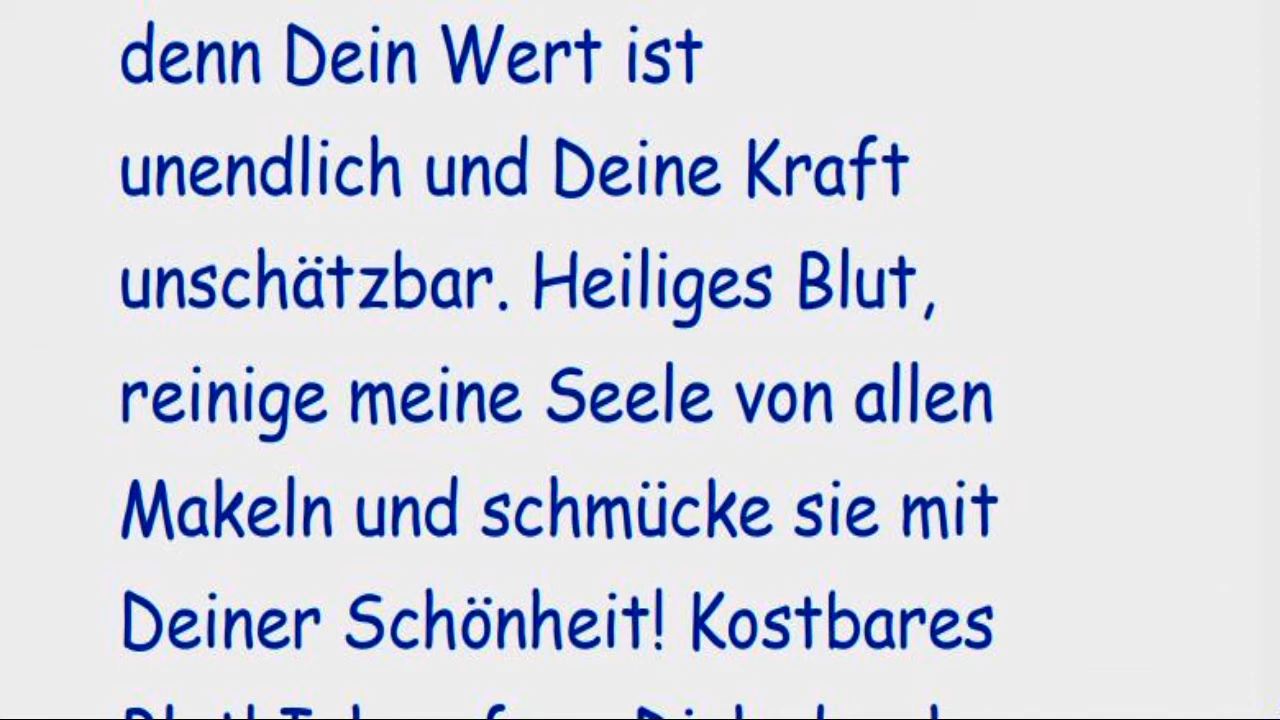 denn Dein Wert ist
unendlich und Deine Kraft
unschätzbar. Heiliges Blut,
reinige meine Seele von allen
Makeln und schmücke sie mit
Deiner Schönheit! Kostbares